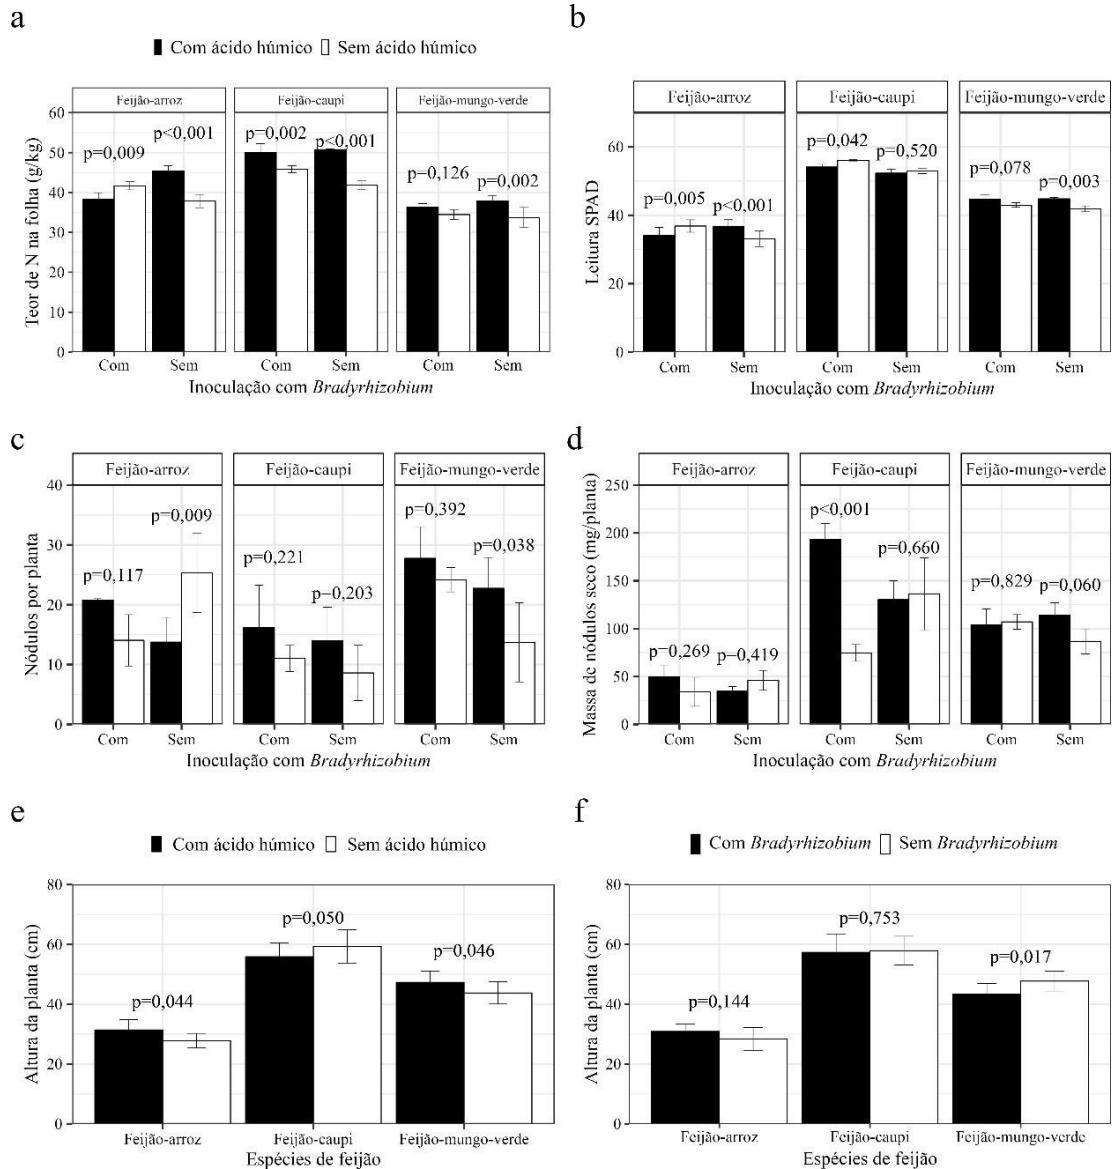 a
Com ácido húmico Sem ácido húmico
Feijão-arroz Feijão-caupi Feijão-mungo-verde
60
50
40
30
20
10
0
p=0,009 p<0,001 p=0,002 p<0,001 p=0,126 p=0,002
Teor de N na folha (g/kg)
Com Sem Com Sem Com Sem
Inoculação com Bradyrhizobium
b
Feijão-arroz Feijão-caupi Feijão-mungo-verde
60
40
20
0
p=0,005 p<0,001 p=0,042 p=0,520 p=0,078 p=0,003
Leitura SPAD
Com Sem Com Sem Com Sem
Inoculação com Bradyrhizobium
c
Feijão-arroz Feijão-caupi Feijão-mungo-verde
40
30
20
10
0
p=0,117 p=0,009 p=0,221 p=0,203 p=0,392 p=0,038
Nódulos por planta
Com Sem Com Sem Com Sem
Inoculação com Bradyrhizobium
d
Feijão-arroz Feijão-caupi Feijão-mungo-verde
250
200
150
100
50
0
p=0,269 p=0,419 p<0,001 p=0,660 p=0,829 p=0,060
Massa de nódulos seco (mg/planta)
Com Sem Com Sem Com Sem
Inoculação com Bradyrhizobium
e
Com ácido húmico Sem ácido húmico
80
60
40
20
0
p=0,044 p=0,050 p=0,046
Altura da planta (cm)
Feijão-arroz Feijão-caupi Feijão-mungo-verde
Espécies de feijão
f
Com Bradyrhizobium Sem Bradyrhizobium
80
60
40
20
0
p=0,144 p=0,753 p=0,017
Altura da planta (cm)
Feijão-arroz Feijão-caupi Feijão-mungo-verde
Espécies de feijão